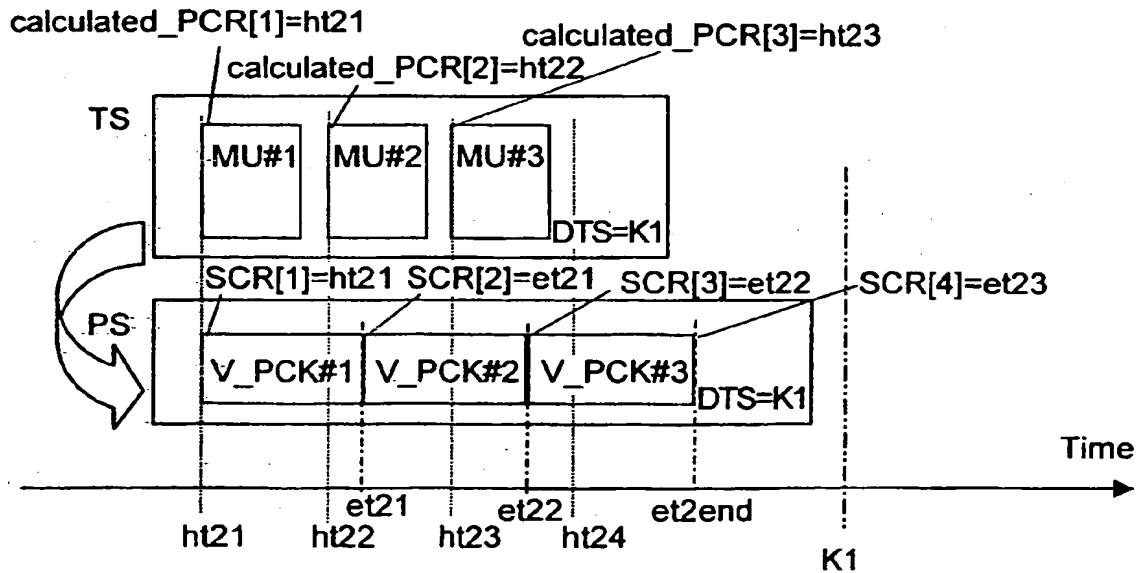 calculated_PCR[1]=ht21
calculated_PCR[3]=ht23
calculated_PCR[2]=ht22
TS
MU#1 MU#2 MU#3
DTS=K1
SCR[1]=ht21 SCR[2]=et21 SCR[3]=et22 SCR[4]=et23
PS
V_PCK#1 V_PCK#2 V_PCK#3
DTS=K1
Time
et21 et22 et2end
ht21 ht22 ht23 ht24
K1